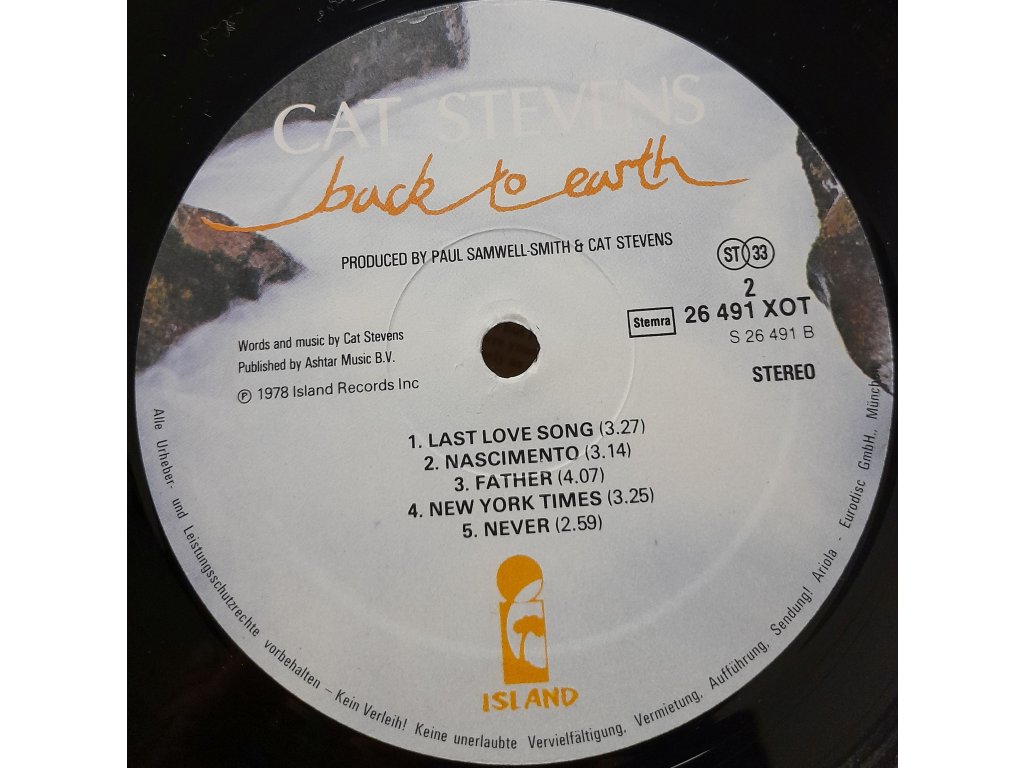 CAT STEVENS
back to earth
PRODUCED BY PAUL SAMWELL-SMITH & CAT STEVENS
ST 33
2
Stemra 26 491 XOT
S 26 491 B
STEREO
Words and music by Cat Stevens
Published by Ashtar Music B.V.
℗ 1978 Island Records Inc
1. LAST LOVE SONG (3.27)
2. NASCIMENTO (3.14)
3. FATHER (4.07)
4. NEW YORK TIMES (3.25)
5. NEVER (2.59)
ISLAND
Alle Urheber- und Leistungsschutzrechte vorbehalten – Kein Verleih! Keine unerlaubte Vervielfältigung, Vermietung, Aufführung, Sendung! Ariola - Eurodisc GmbH., München